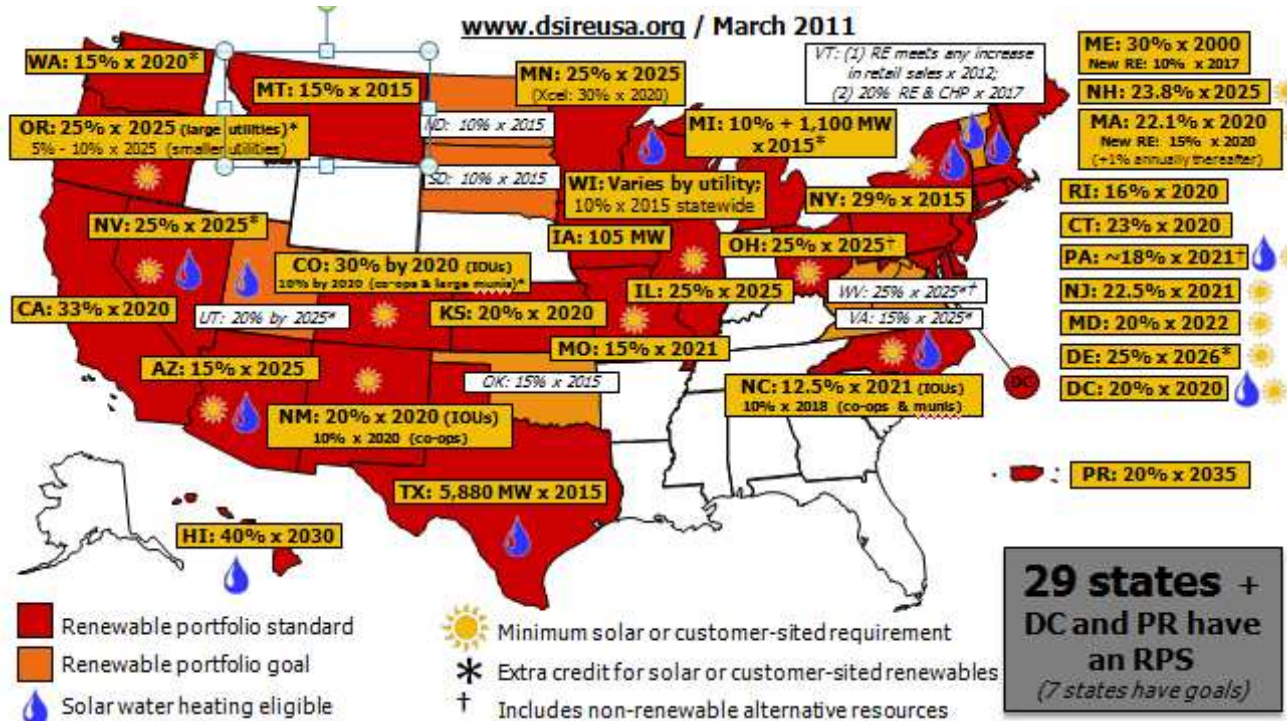 www.dsireusa.org / March 2011
WA: 15% x 2020*
MT: 15% x 2015
OR: 25% x 2025 (large utilities)*
5% - 10% x 2025 (smaller utilities)
ND: 10% x 2015
SD: 10% x 2015
MN: 25% x 2025
(Xcel: 30% x 2020)
VT: (1) RE meets any increase
in retail sales x 2012;
(2) 20% RE & CHP x 2017
MI: 10% + 1,100 MW
x 2015*
WI: Varies by utility;
10% x 2015 statewide
NY: 29% x 2015
NV: 25% x 2025*
IA: 105 MW
OH: 25% x 2025†
CO: 30% by 2020 (IOUs)
10% by 2020 (co-ops & large munis)*
CA: 33% x 2020
UT: 20% by 2025*
KS: 20% x 2020
IL: 25% x 2025
WV: 25% x 2025*†
VA: 15% x 2025*
MO: 15% x 2021
AZ: 15% x 2025
OK: 15% x 2015
NC: 12.5% x 2021 (IOUs)
10% x 2018 (co-ops & munis)
DC
NM: 20% x 2020 (IOUs)
10% x 2020 (co-ops)
TX: 5,880 MW x 2015
HI: 40% x 2030
ME: 30% x 2000
New RE: 10% x 2017
NH: 23.8% x 2025
MA: 22.1% x 2020
New RE: 15% x 2020
(+1% annually thereafter)
RI: 16% x 2020
CT: 23% x 2020
PA: ~18% x 2021†
NJ: 22.5% x 2021
MD: 20% x 2022
DE: 25% x 2026*
DC: 20% x 2020
PR: 20% x 2035
Renewable portfolio standard
Renewable portfolio goal
Solar water heating eligible
Minimum solar or customer-sited requirement
* Extra credit for solar or customer-sited renewables
† Includes non-renewable alternative resources
29 states +
DC and PR have
an RPS
(7 states have goals)